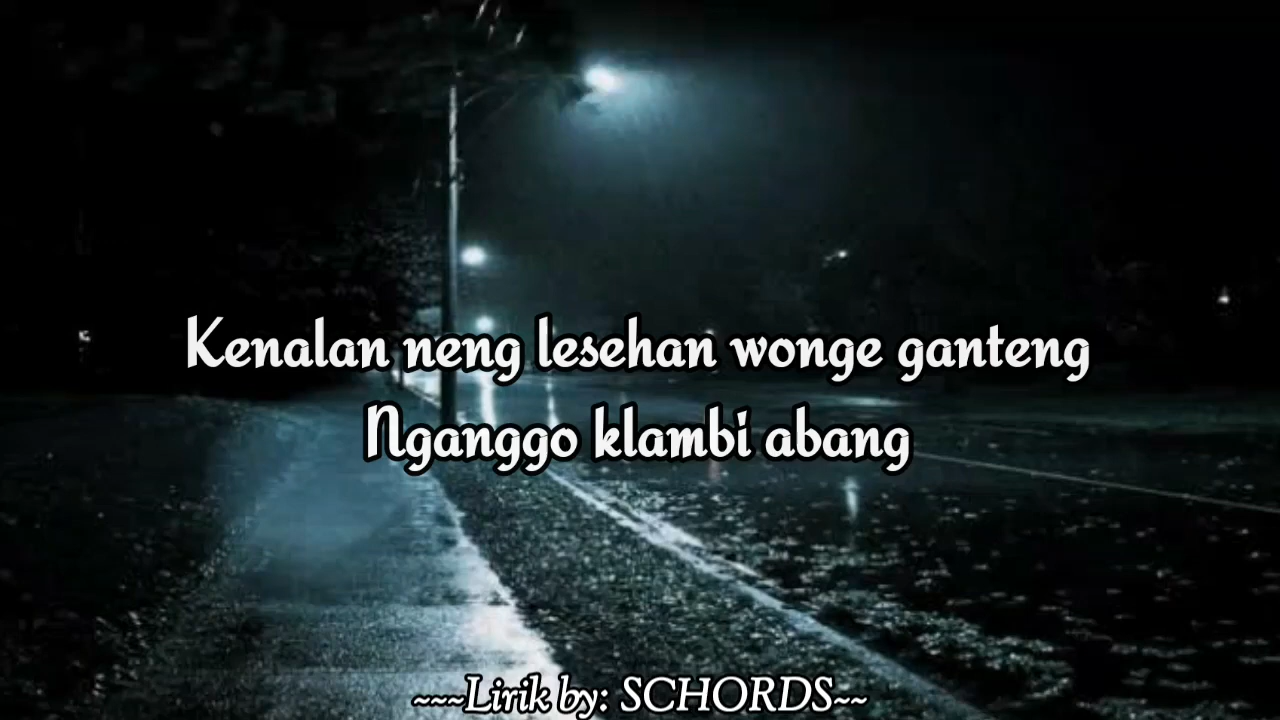 Kenalan neng lesehan wonge ganteng
Nganggo klambi abang
~~~Lirik by: SCHORDS~~